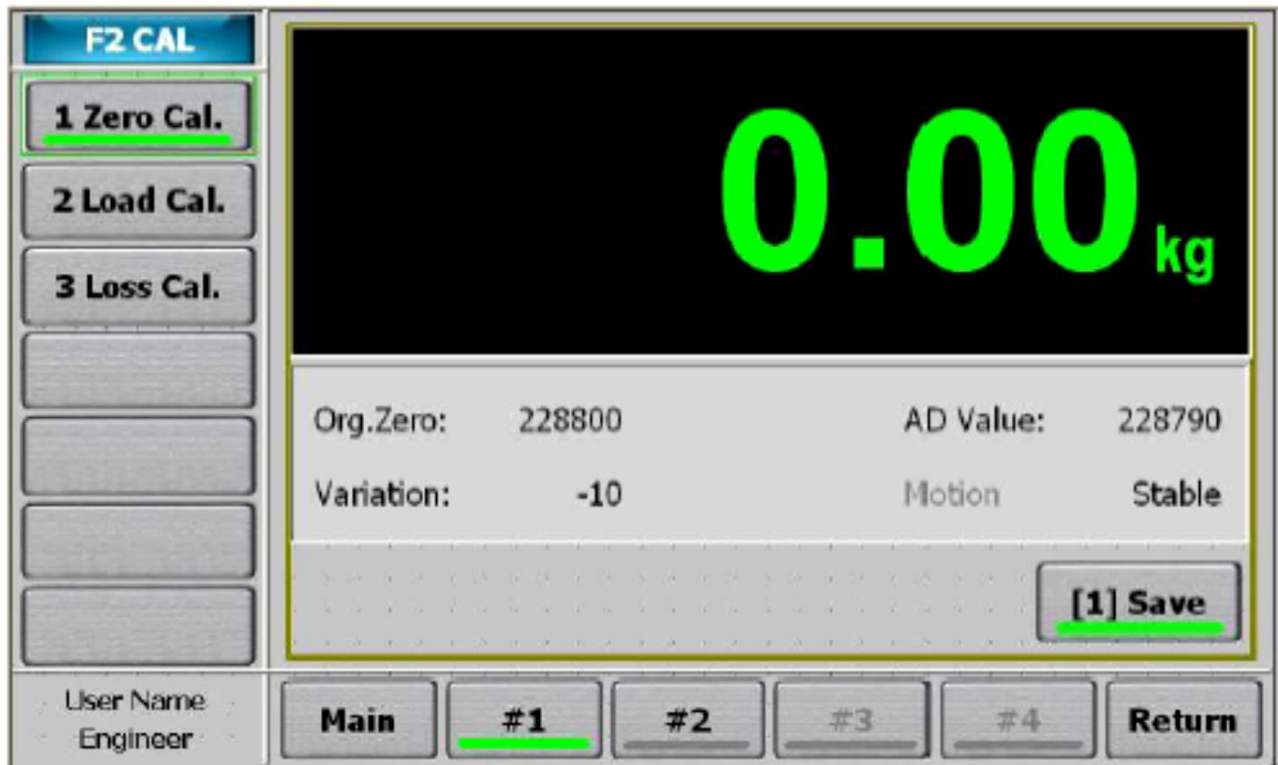 F2 CAL
1 Zero Cal.
2 Load Cal.
3 Loss Cal.
0.00 kg
Org.Zero: 228800 AD Value: 228790
Variation: -10 Motion Stable
[1] Save
User Name
Engineer
Main #1 #2 #3 #4 Return